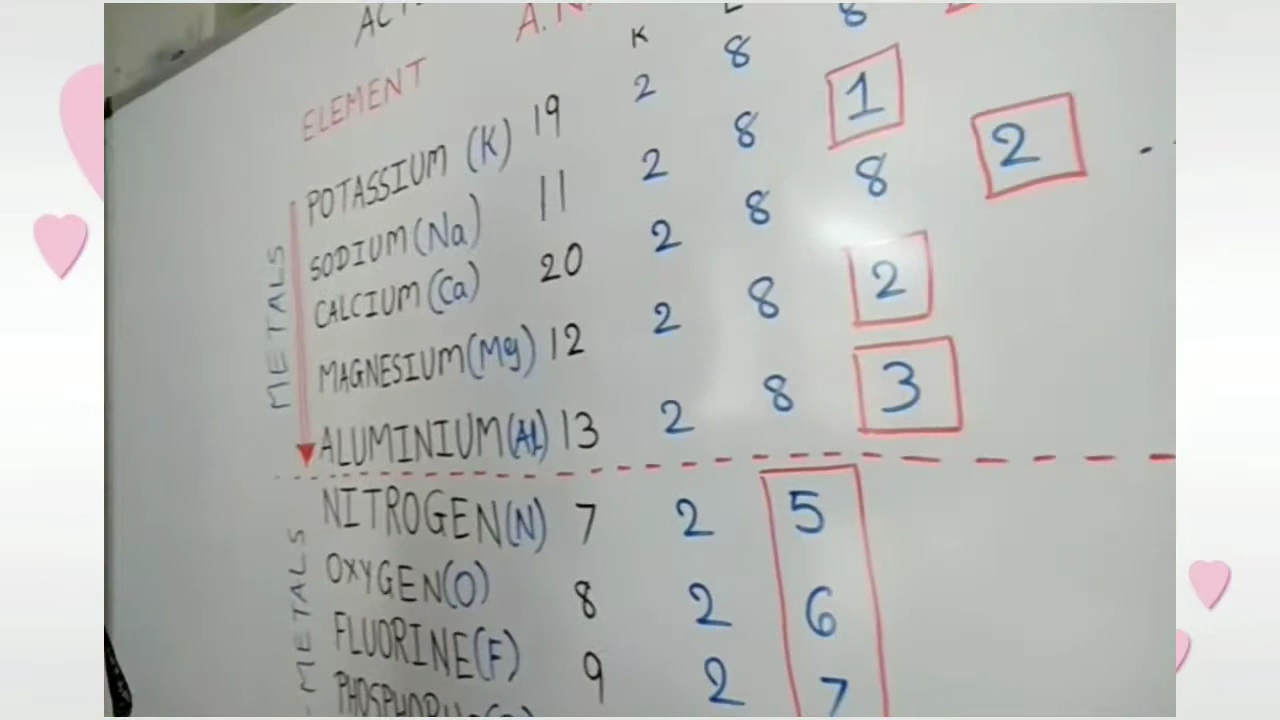 ELEMENT A.N.
K
POTASSIUM (K) 19 2 8 8
SODIUM (Na) 11 2 8 1
CALCIUM (Ca) 20 2 8 8 2 ..
MAGNESIUM (Mg) 12 2 8 2
ALUMINIUM (Al) 13 2 8 3
NITROGEN (N) 7 2 5
OXYGEN (O) 8 2 6
FLUORINE (F) 9 2 7
METALS
METALS